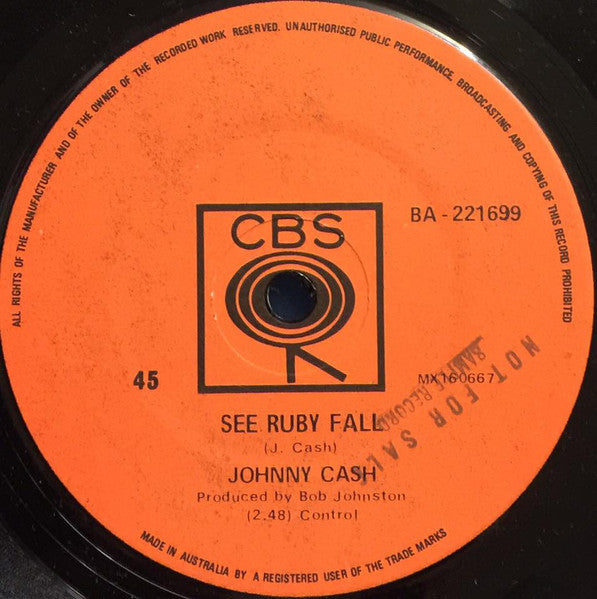 ALL RIGHTS OF THE MANUFACTURER AND OF THE OWNER OF THE RECORDED WORK RESERVED. UNAUTHORISED PUBLIC PERFORMANCE, BROADCASTING AND COPYING OF THIS RECORD PROHIBITED
CBS
BA-221699
45
MX160667
NOT FOR SALE
SAMPLE RECORD
SEE RUBY FALL
(J. Cash)
JOHNNY CASH
Produced by Bob Johnston
(2.48) Control
MADE IN AUSTRALIA BY A REGISTERED USER OF THE TRADE MARKS